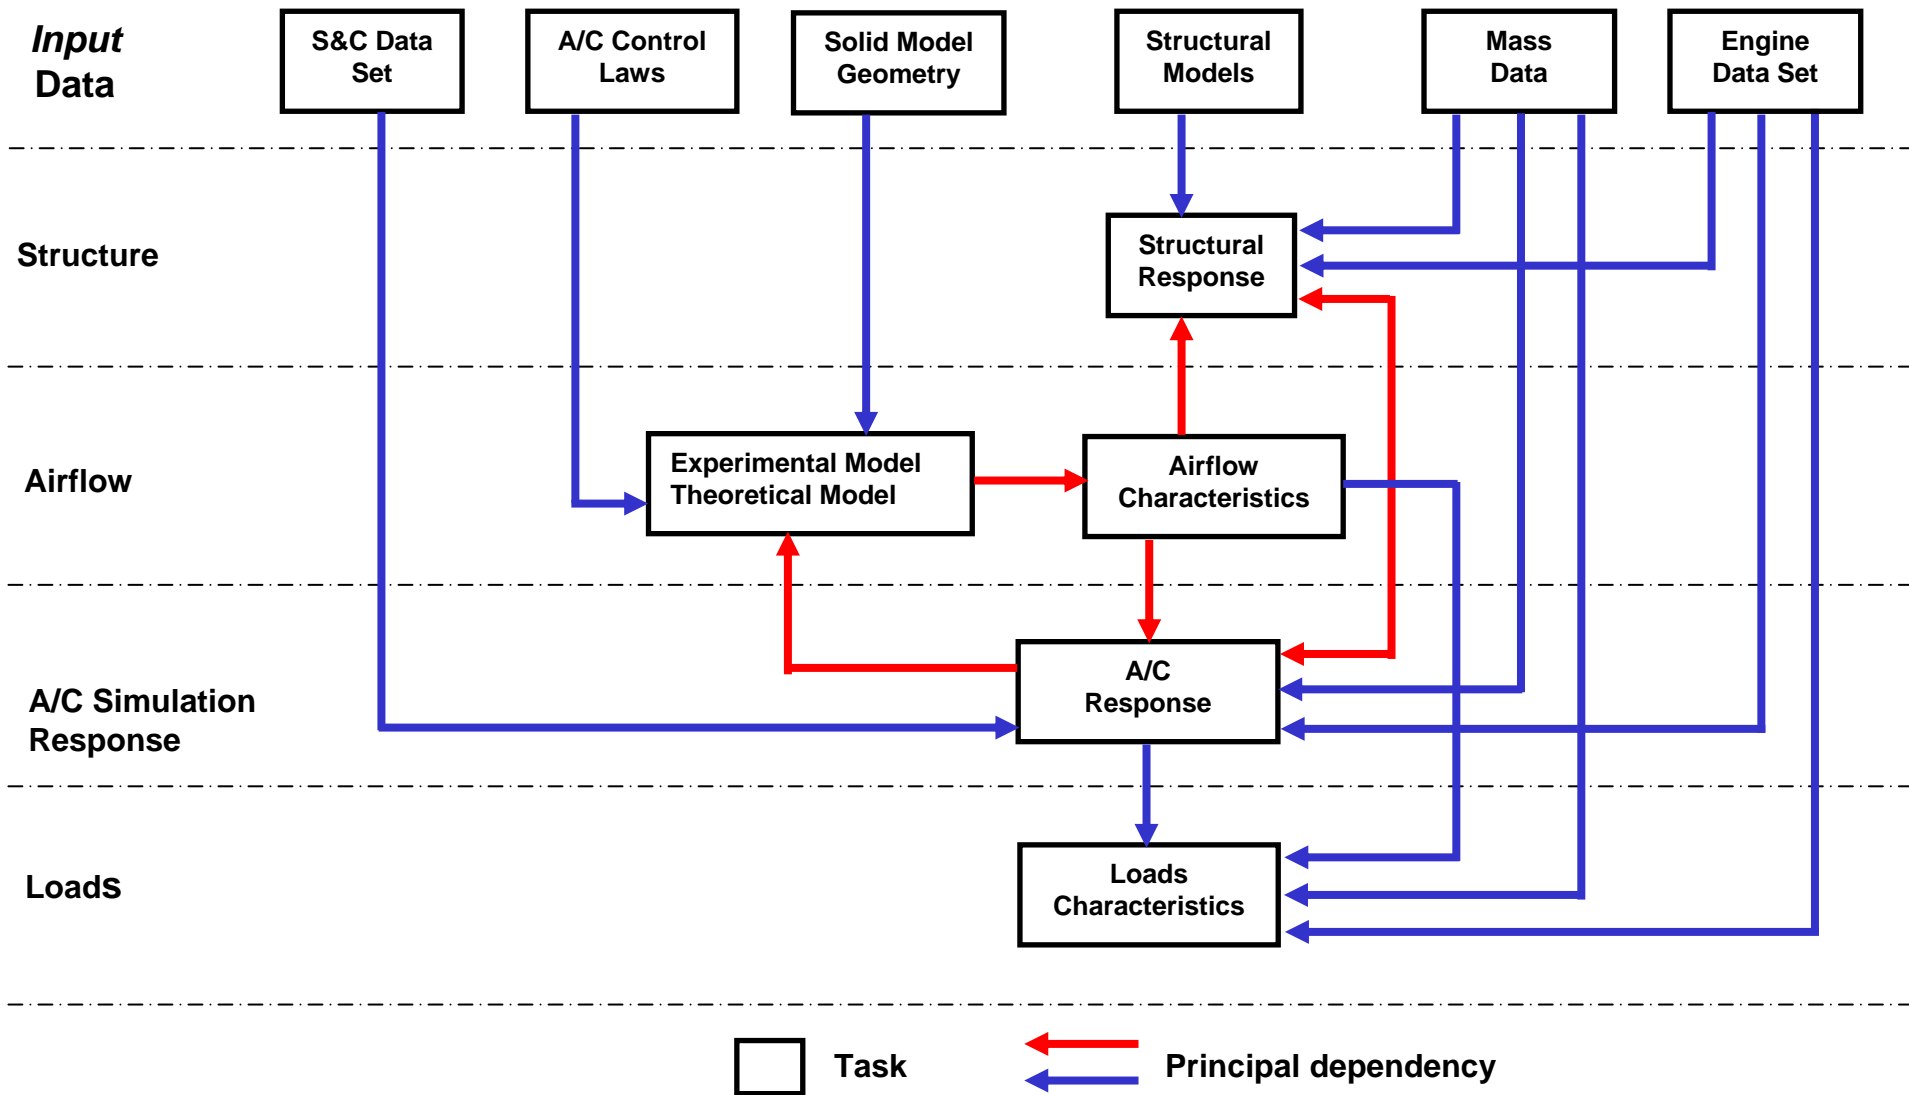 Input
Data
S&C Data
Set
A/C Control
Laws
Solid Model
Geometry
Structural
Models
Mass
Data
Engine
Data Set
Structure
Structural
Response
Airflow
Experimental Model
Theoretical Model
Airflow
Characteristics
A/C Simulation
Response
A/C
Response
Loads
Loads
Characteristics
Task
Principal dependency